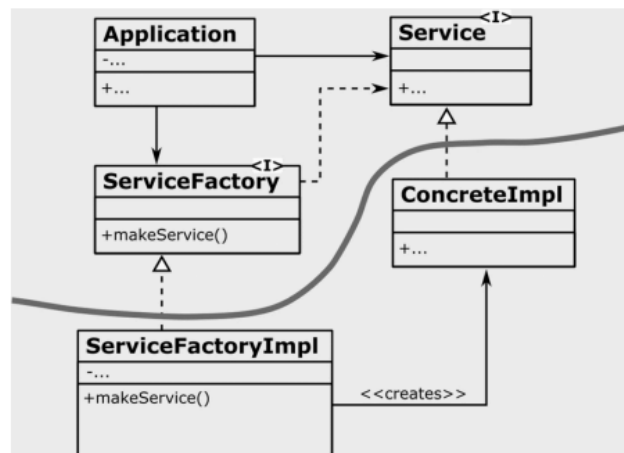 Application
-...
+...
<I>
Service
+...
<I>
ServiceFactory
+makeService()
ConcreteImpl
+...
ServiceFactoryImpl
-...
+makeService()
<<creates>>